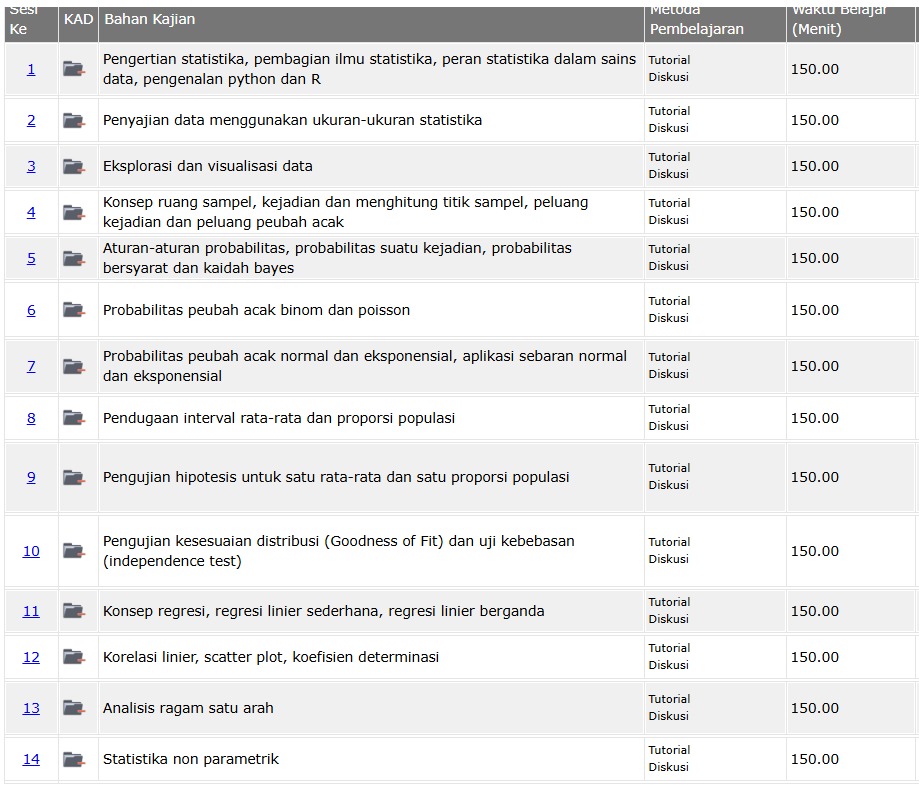 Sesi
Ke
KAD
Bahan Kajian
Metoda
Pembelajaran
Waktu Belajar
(Menit)
1
Pengertian statistika, pembagian ilmu statistika, peran statistika dalam sains
data, pengenalan python dan R
Tutorial
Diskusi
150.00
2
Penyajian data menggunakan ukuran-ukuran statistika
Tutorial
Diskusi
150.00
3
Eksplorasi dan visualisasi data
Tutorial
Diskusi
150.00
4
Konsep ruang sampel, kejadian dan menghitung titik sampel, peluang
kejadian dan peluang peubah acak
Tutorial
Diskusi
150.00
5
Aturan-aturan probabilitas, probabilitas suatu kejadian, probabilitas
bersyarat dan kaidah bayes
Tutorial
Diskusi
150.00
6
Probabilitas peubah acak binom dan poisson
Tutorial
Diskusi
150.00
7
Probabilitas peubah acak normal dan eksponensial, aplikasi sebaran normal
dan eksponensial
Tutorial
Diskusi
150.00
8
Pendugaan interval rata-rata dan proporsi populasi
Tutorial
Diskusi
150.00
9
Pengujian hipotesis untuk satu rata-rata dan satu proporsi populasi
Tutorial
Diskusi
150.00
10
Pengujian kesesuaian distribusi (Goodness of Fit) dan uji kebebasan
(independence test)
Tutorial
Diskusi
150.00
11
Konsep regresi, regresi linier sederhana, regresi linier berganda
Tutorial
Diskusi
150.00
12
Korelasi linier, scatter plot, koefisien determinasi
Tutorial
Diskusi
150.00
13
Analisis ragam satu arah
Tutorial
Diskusi
150.00
14
Statistika non parametrik
Tutorial
Diskusi
150.00